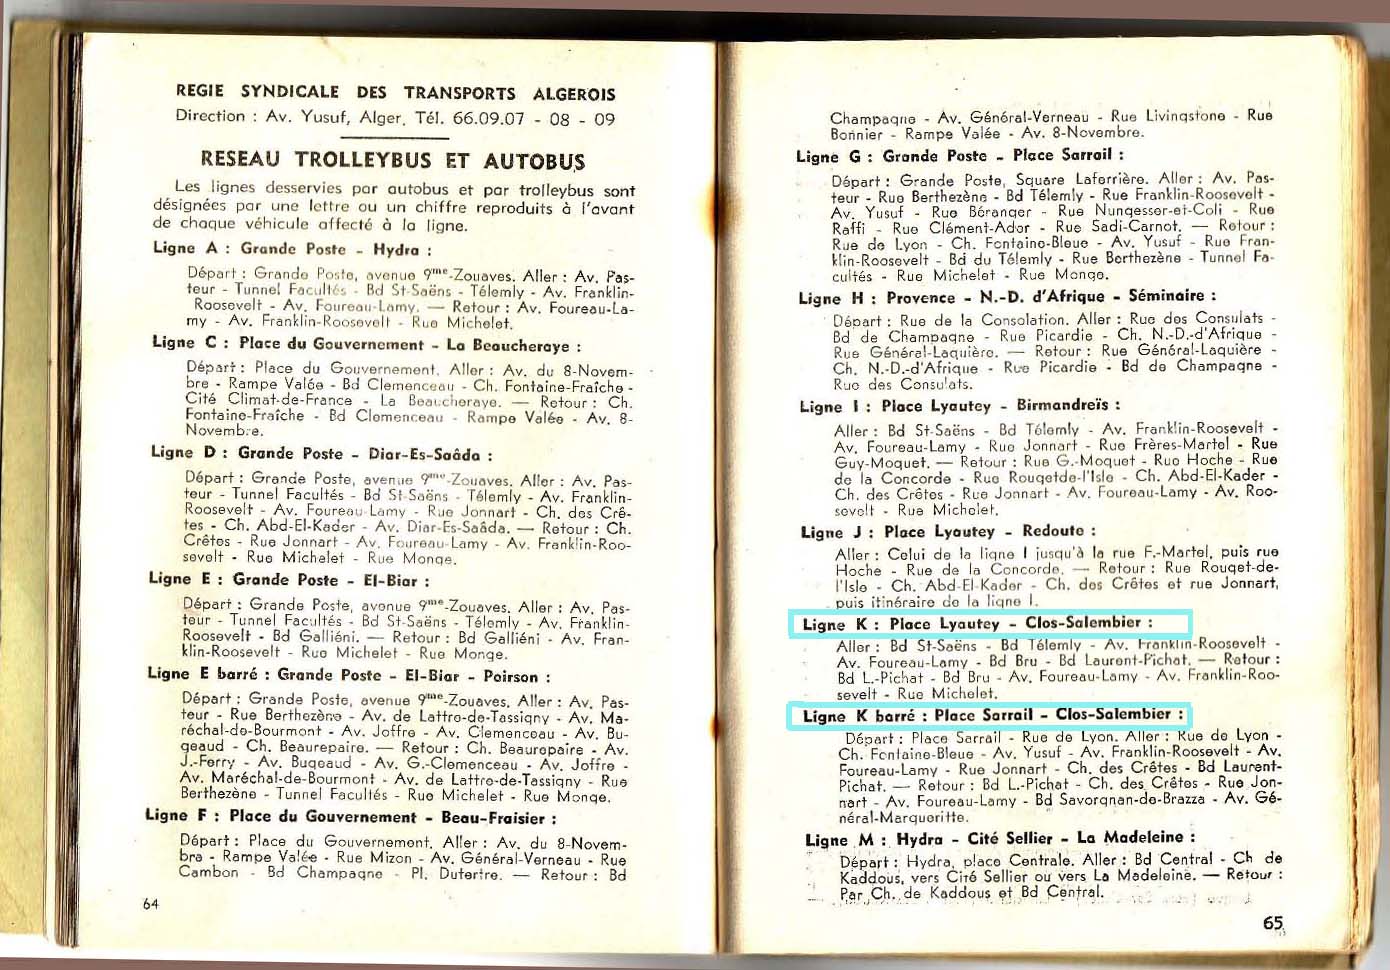 REGIE SYNDICALE DES TRANSPORTS ALGEROIS
Direction : Av. Yusuf, Alger. Tél. 66.09.07 - 08 - 09
RESEAU TROLLEYBUS ET AUTOBUS
Les lignes desservies par autobus et par trolleybus sont
désignées par une lettre ou un chiffre reproduits à l'avant
de chaque véhicule affecté à la ligne.
Ligne A : Grande Poste - Hydra :
Départ : Grande Poste, avenue 9me-Zouaves. Aller : Av. Pas-
teur - Tunnel Facultés - Bd St-Saëns - Télemly - Av. Franklin-
Roosevelt - Av. Foureau-Lamy. — Retour : Av. Foureau-La-
my - Av. Franklin-Roosevelt - Rue Michelet.
Ligne C : Place du Gouvernement - La Beaucheraye :
Départ : Place du Gouvernement. Aller : Av. du 8-Novem-
bre - Rampe Valée - Bd Clemenceau - Ch. Fontaine-Fraîche -
Cité Climat-de-France - La Beaucheraye. — Retour : Ch.
Fontaine-Fraîche - Bd Clemenceau - Rampe Valée - Av. 8-
Novembre.
Ligne D : Grande Poste - Diar-Es-Saâda :
Départ : Grande Poste, avenue 9me-Zouaves. Aller : Av. Pas-
teur - Tunnel Facultés - Bd St-Saëns - Télemly - Av. Franklin-
Roosevelt - Av. Foureau-Lamy - Rue Jonnart - Ch. des Crê-
tes - Ch. Abd-El-Kader - Av. Diar-Es-Saâda. — Retour : Ch.
Crêtes - Rue Jonnart - Av. Foureau-Lamy - Av. Franklin-Roo-
sevelt - Rue Michelet - Rue Monge.
Ligne E : Grande Poste - El-Biar :
Départ : Grande Poste, avenue 9me-Zouaves. Aller : Av. Pas-
teur - Tunnel Facultés - Bd St-Saëns - Télemly - Av. Franklin-
Roosevelt - Bd Galliéni. — Retour : Bd Galliéni - Av. Fran-
klin-Roosevelt - Rue Michelet - Rue Monge.
Ligne E barré : Grande Poste - El-Biar - Poirson :
Départ : Grande Poste, avenue 9me-Zouaves. Aller : Av. Pas-
teur - Rue Berthezène - Av. de Lattre-de-Tassigny - Av. Ma-
réchal-de-Bourmont - Av. Joffre - Av. Clemenceau - Av. Bu-
geaud - Ch. Beaurepaire. — Retour : Ch. Beaurepaire - Av.
J.-Ferry - Av. Bugeaud - Av. G.-Clemenceau - Av. Joffre -
Av. Maréchal-de-Bourmont - Av. de Lattre-de-Tassigny - Rue
Berthezène - Tunnel Facultés - Rue Michelet - Rue Monge.
Ligne F : Place du Gouvernement - Beau-Fraisier :
Départ : Place du Gouvernement. Aller : Av. du 8-Novem-
bre - Rampe Valée - Rue Mizon - Av. Général-Verneau - Rue
Cambon - Bd Champagne - Pl. Dutertre. — Retour : Bd
64
Champagne - Av. Général-Verneau - Rue Livingstone - Rue
Bonnier - Rampe Valée - Av. 8-Novembre.
Ligne G : Grande Poste - Place Sarrail :
Départ : Grande Poste, Square Laferrière. Aller : Av. Pas-
teur - Rue Berthezène - Bd Télemly - Rue Franklin-Roosevelt -
Av. Yusuf - Rue Béranger - Rue Nungesser-et-Coli - Rue
Raffi - Rue Clément-Ader - Rue Sadi-Carnot. — Retour :
Rue de Lyon - Ch. Fontaine-Bleue - Av. Yusuf - Rue Fran-
klin-Roosevelt - Bd du Télemly - Rue Berthezène - Tunnel Fa-
cultés - Rue Michelet - Rue Monge.
Ligne H : Provence - N.-D. d'Afrique - Séminaire :
Départ : Rue de la Consolation. Aller : Rue des Consulats -
Bd de Champagne - Rue Picardie - Ch. N.-D.-d'Afrique -
Rue Général-Laquière. — Retour : Rue Général-Laquière -
Ch. N.-D.-d'Afrique - Rue Picardie - Bd de Champagne -
Rue des Consulats.
Ligne I : Place Lyautey - Birmandreïs :
Aller : Bd St-Saëns - Bd Télemly - Av. Franklin-Roosevelt -
Av. Foureau-Lamy - Rue Jonnart - Rue Frères-Martel - Rue
Guy-Moquet. — Retour : Rue G.-Moquet - Rue Hoche - Rue
de la Concorde - Rue Rougetde-l'Isle - Ch. Abd-El-Kader -
Ch. des Crêtes - Rue Jonnart - Av. Foureau-Lamy - Av. Roo-
sevelt - Rue Michelet.
Ligne J : Place Lyautey - Redoute :
Aller : Celui de la ligne I jusqu'à la rue F.-Martel, puis rue
Hoche - Rue de la Concorde. — Retour : Rue Rouget-de-
l'Isle - Ch. Abd-El-Kader - Ch. des Crêtes et rue Jonnart,
puis itinéraire de la ligne I.
Ligne K : Place Lyautey - Clos-Salembier :
Aller : Bd St-Saëns - Bd Télemly - Av. Franklin-Roosevelt -
Av. Foureau-Lamy - Bd Bru - Bd Laurent-Pichat. — Retour :
Bd L.-Pichat - Bd Bru - Av. Foureau-Lamy - Av. Franklin-Roo-
sevelt - Rue Michelet.
Ligne K barré : Place Sarrail - Clos-Salembier :
Départ : Place Sarrail - Rue de Lyon. Aller : Rue de Lyon -
Ch. Fontaine-Bleue - Av. Yusuf - Av. Franklin-Roosevelt - Av.
Foureau-Lamy - Rue Jonnart - Ch. des Crêtes - Bd Laurent-
Pichat. — Retour : Bd L.-Pichat - Ch. des Crêtes - Rue Jon-
nart - Av. Foureau-Lamy - Bd Savorgnan-de-Brazza - Av. Gé-
néral-Margueritte.
Ligne M : Hydra - Cité Sellier - La Madeleine :
Départ : Hydra, place Centrale. Aller : Bd Central - Ch de
Kaddous, vers Cité Sellier ou vers La Madeleine. — Retour :
Par Ch. de Kaddous et Bd Central.
65